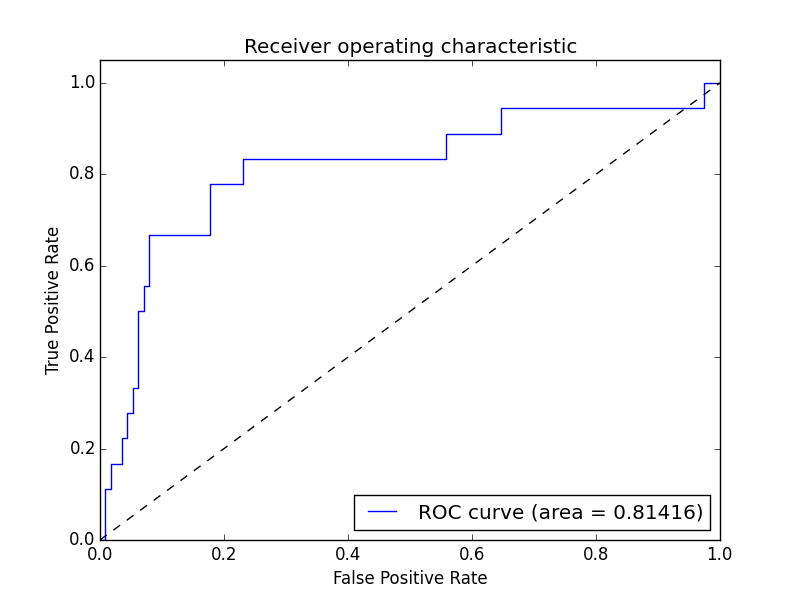 Receiver operating characteristic
1.0
0.8
0.6
0.4
0.2
0.0
True Positive Rate
ROC curve (area = 0.81416)
0.0 0.2 0.4 0.6 0.8 1.0
False Positive Rate